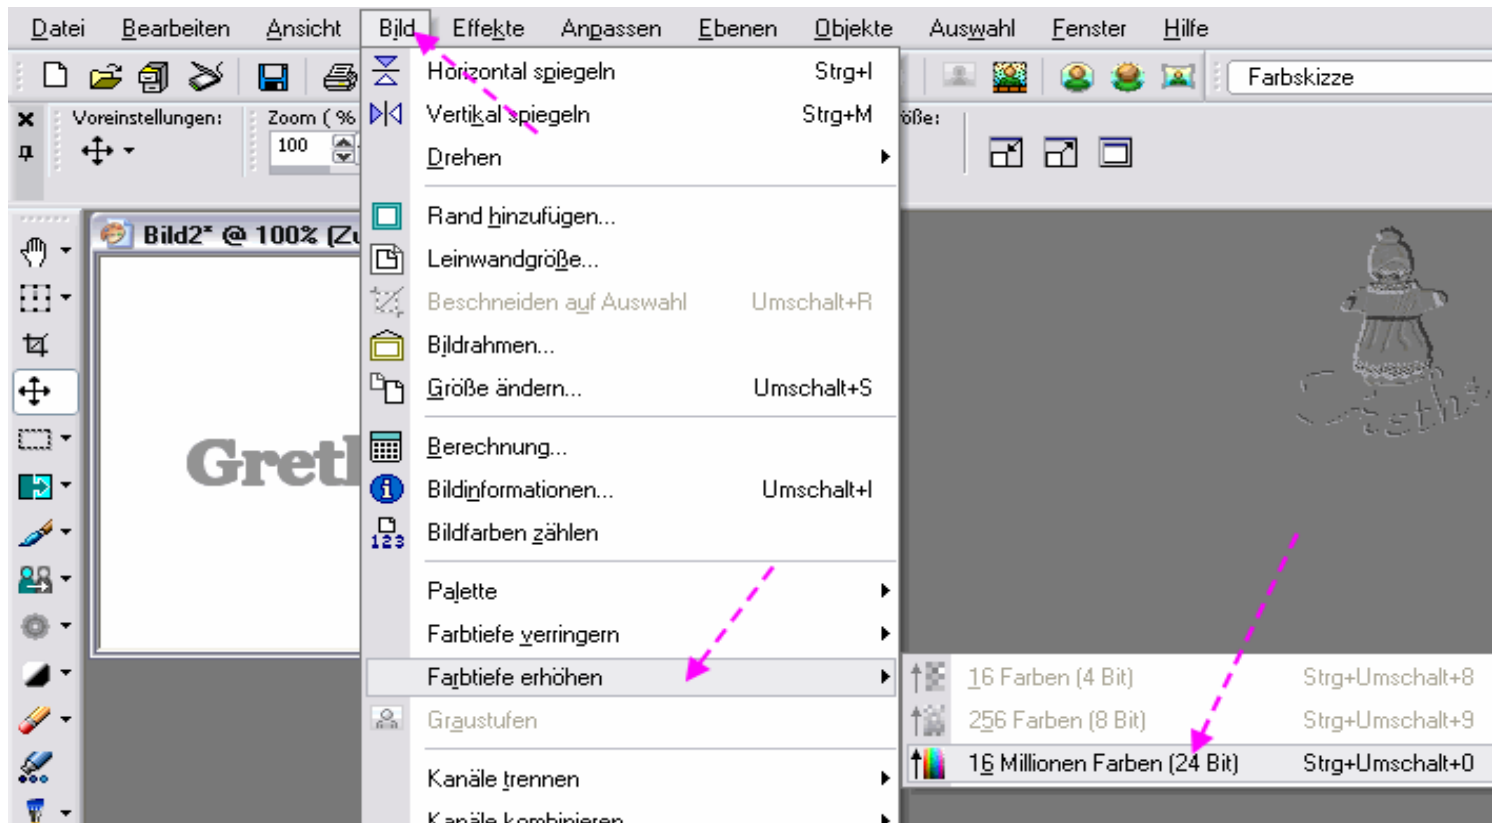 Datei Bearbeiten Ansicht Bild Effekte Anpassen Ebenen Objekte Auswahl Fenster Hilfe
Farbskizze
Voreinstellungen: Zoom ( % öße:
100
Bild2* @ 100% (Zu
Gretl
Horizontal spiegeln Strg+I
Vertikal spiegeln Strg+M
Drehen
Rand hinzufügen...
Leinwandgröße...
Beschneiden auf Auswahl Umschalt+R
Bildrahmen...
Größe ändern... Umschalt+S
Berechnung...
Bildinformationen... Umschalt+I
123 Bildfarben zählen
Palette
Farbtiefe verringern
Farbtiefe erhöhen
Graustufen
Kanäle trennen
Kanäle kombinieren
16 Farben (4 Bit) Strg+Umschalt+8
256 Farben (8 Bit) Strg+Umschalt+9
16 Millionen Farben (24 Bit) Strg+Umschalt+0